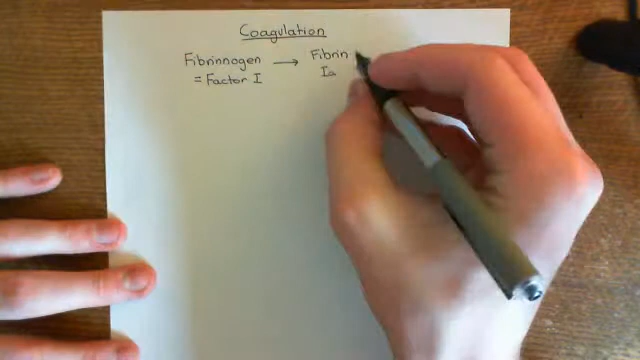 Coagulation
Fibrinnogen → Fibrin
= Factor I Ia